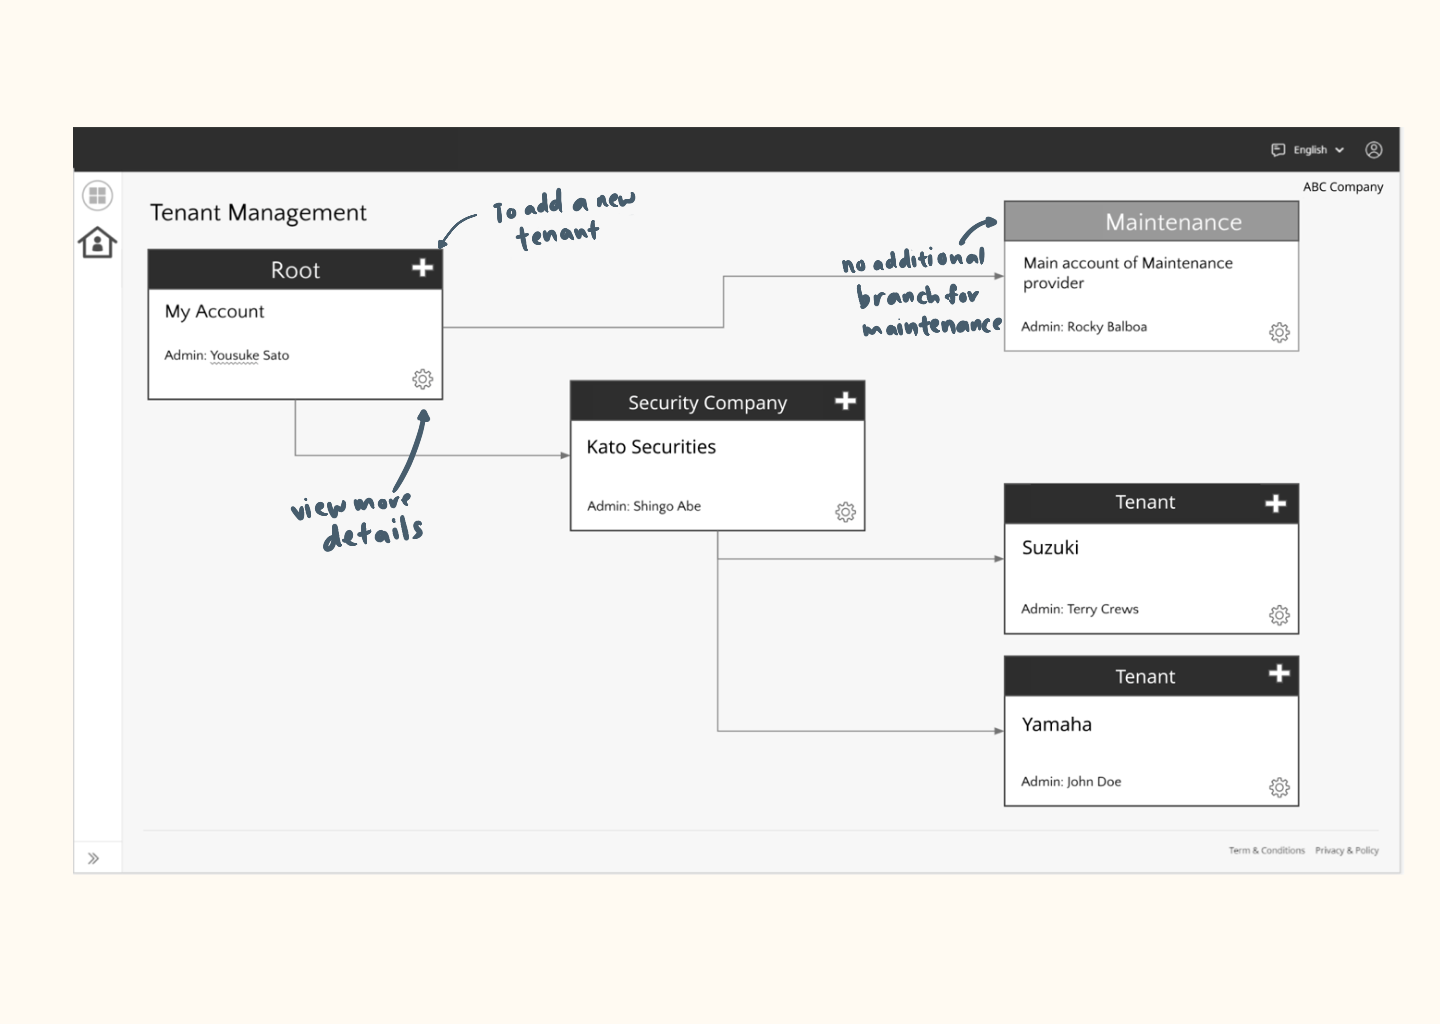 English
ABC Company
Tenant Management
To add a new
tenant
Root
My Account
Admin: Yousuke Sato
view more
details
no additional
branch for
maintenance
Maintenance
Main account of Maintenance
provider
Admin: Rocky Balboa
Security Company
Kato Securities
Admin: Shingo Abe
Tenant
Suzuki
Admin: Terry Crews
Tenant
Yamaha
Admin: John Doe
Term & Conditions Privacy & Policy